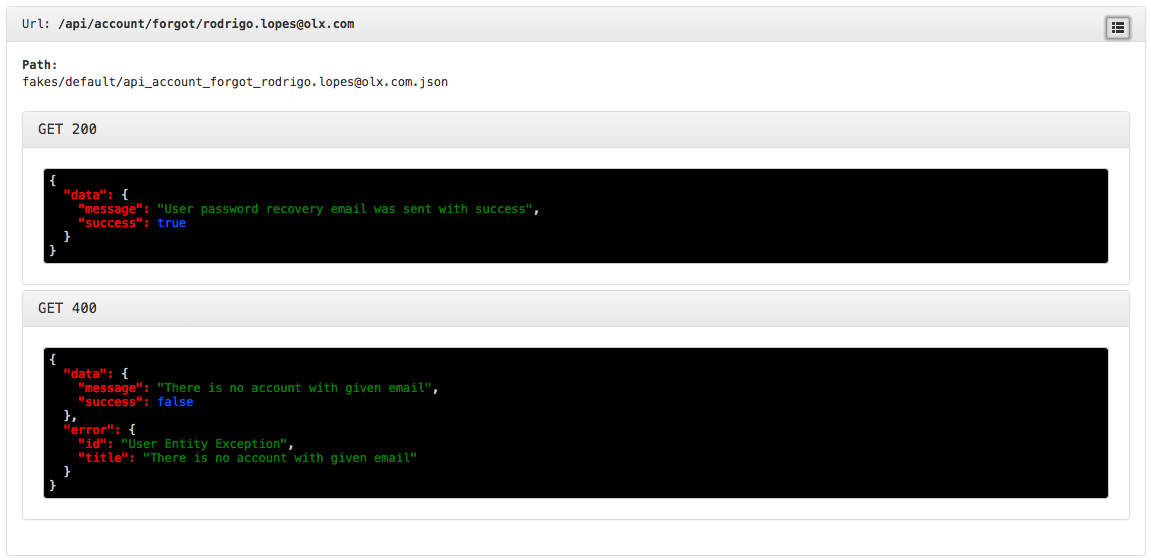 Url: /api/account/forgot/rodrigo.lopes@olx.com
Path:
fakes/default/api_account_forgot_rodrigo.lopes@olx.com.json
GET 200
{
  "data": {
    "message": "User password recovery email was sent with success",
    "success": true
  }
}
GET 400
{
  "data": {
    "message": "There is no account with given email",
    "success": false
  },
  "error": {
    "id": "User Entity Exception",
    "title": "There is no account with given email"
  }
}